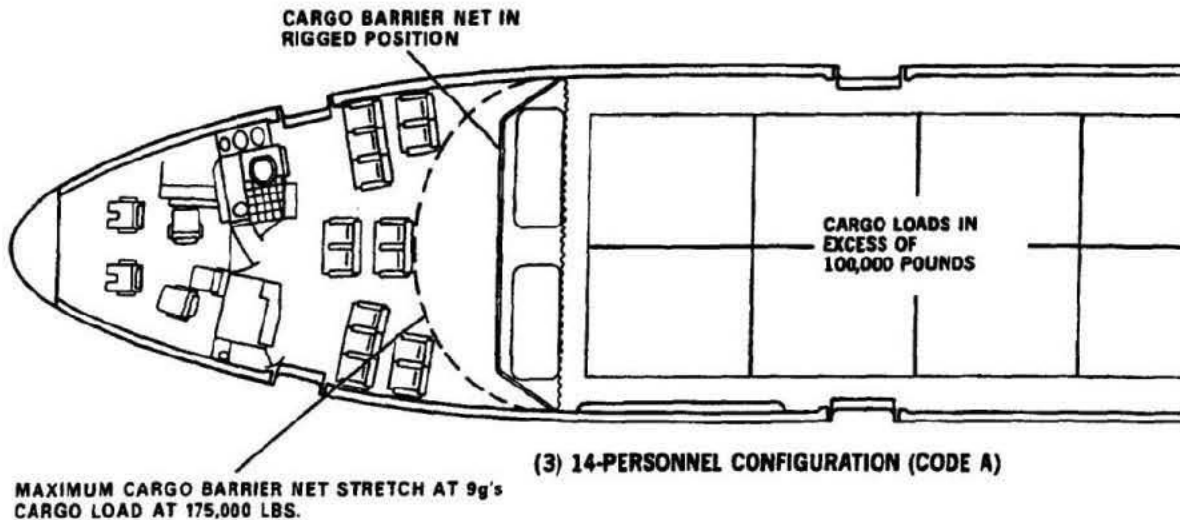 CARGO BARRIER NET IN
RIGGED POSITION
CARGO LOADS IN
EXCESS OF
100,000 POUNDS
(3) 14-PERSONNEL CONFIGURATION (CODE A)
MAXIMUM CARGO BARRIER NET STRETCH AT 9g's
CARGO LOAD AT 175,000 LBS.